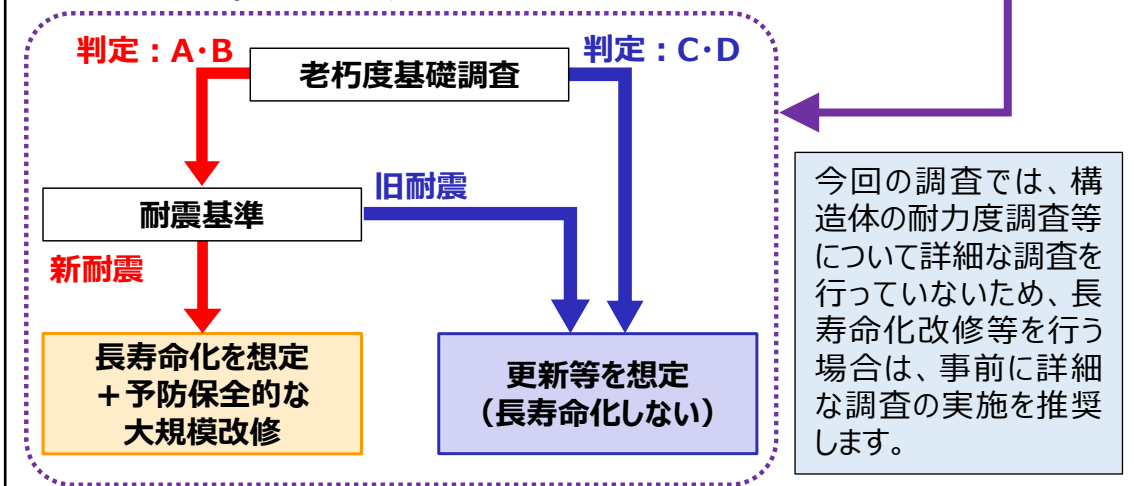 判定：A・B
判定：C・D
老朽度基礎調査
旧耐震
耐震基準
新耐震
長寿命化を想定
＋予防保全的な
大規模改修
更新等を想定
（長寿命化しない）
今回の調査では、構
造体の耐力度調査等
について詳細な調査を
行っていないため、長
寿命化改修等を行う
場合は、事前に詳細
な調査の実施を推奨
します。